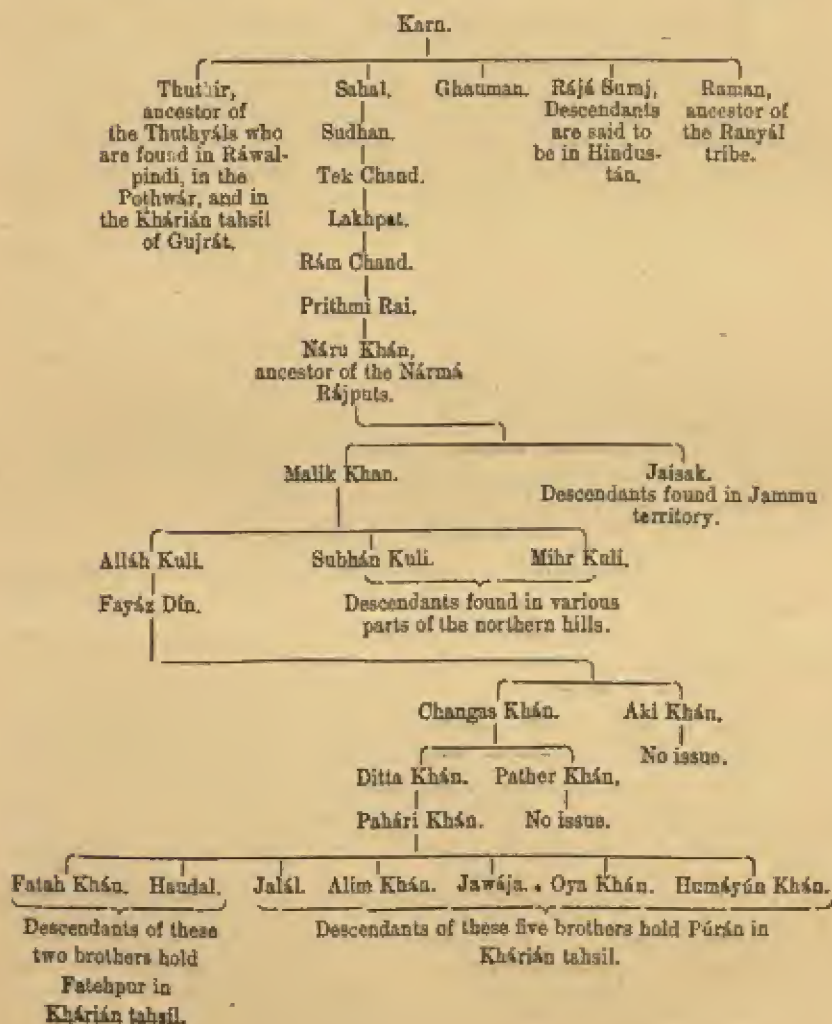 Karn.
Thuthir,
ancestor of
the Thuthyáls who
are found in Ráwal-
pindi, in the
Pothwár, and in
the Khárián tahsil
of Gujrát.
Sahal.
Ghauman.
Rájá Suraj,
Descendants
are said to
be in Hindus-
tán.
Raman,
ancestor of
the Ranyál
tribe.
Sudhan.
Tek Chand.
Lakhpat.
Rám Chand.
Prithmi Rai.
Náru Khán,
ancestor of the Nármá
Rájputs.
Malik Khan.
Jaisak.
Descendants found in Jammu
territory.
Alláh Kuli.
Subhán Kuli.
Mihr Kuli.
Fayáz Dín.
Descendants found in various
parts of the northern hills.
Changas Khán.
Aki Khán.
No issue.
Ditta Khán.
Pather Khán.
Pahári Khán.
No issue.
Fatah Khán. Haudal. Jalál. Alim Khán. Jawája. Oya Khán. Humáyún Khán.
Descendants of these
two brothers hold
Fatehpur in
Khárián tahsil.
Descendants of these five brothers hold Púrán in
Khárián tahsil.